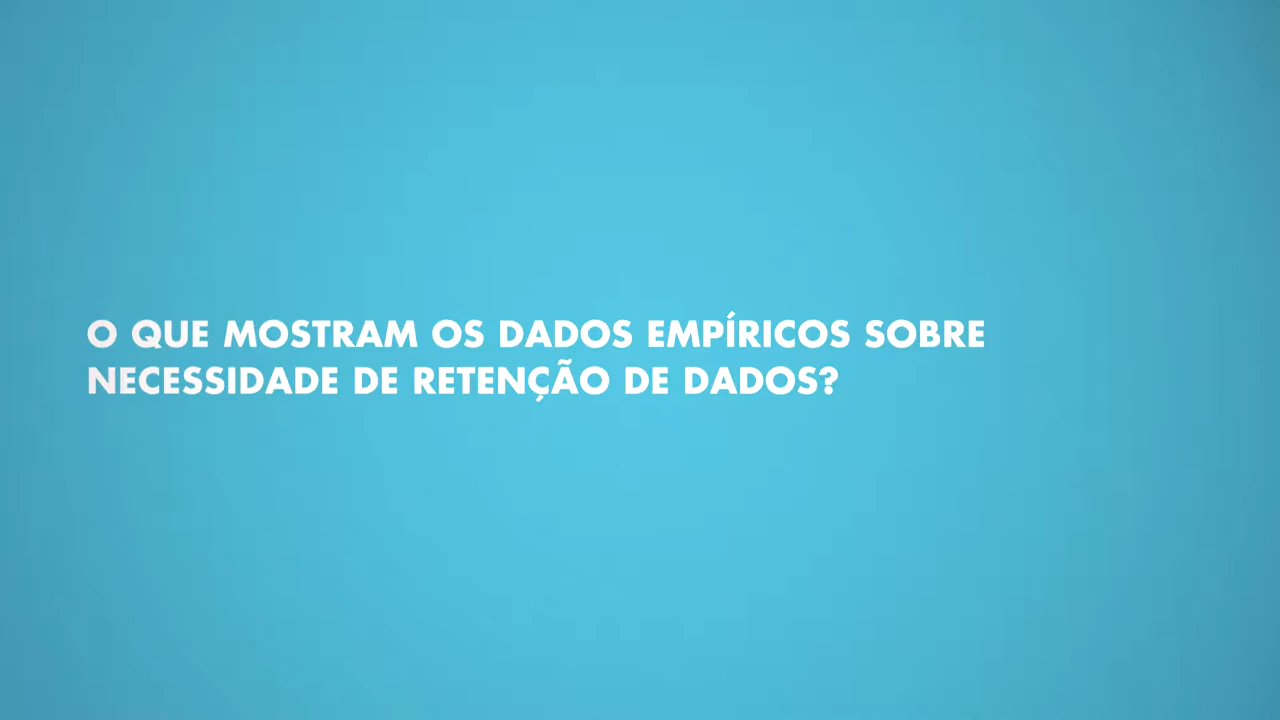 O QUE MOSTRAM OS DADOS EMPÍRICOS SOBRE
NECESSIDADE DE RETENÇÃO DE DADOS?